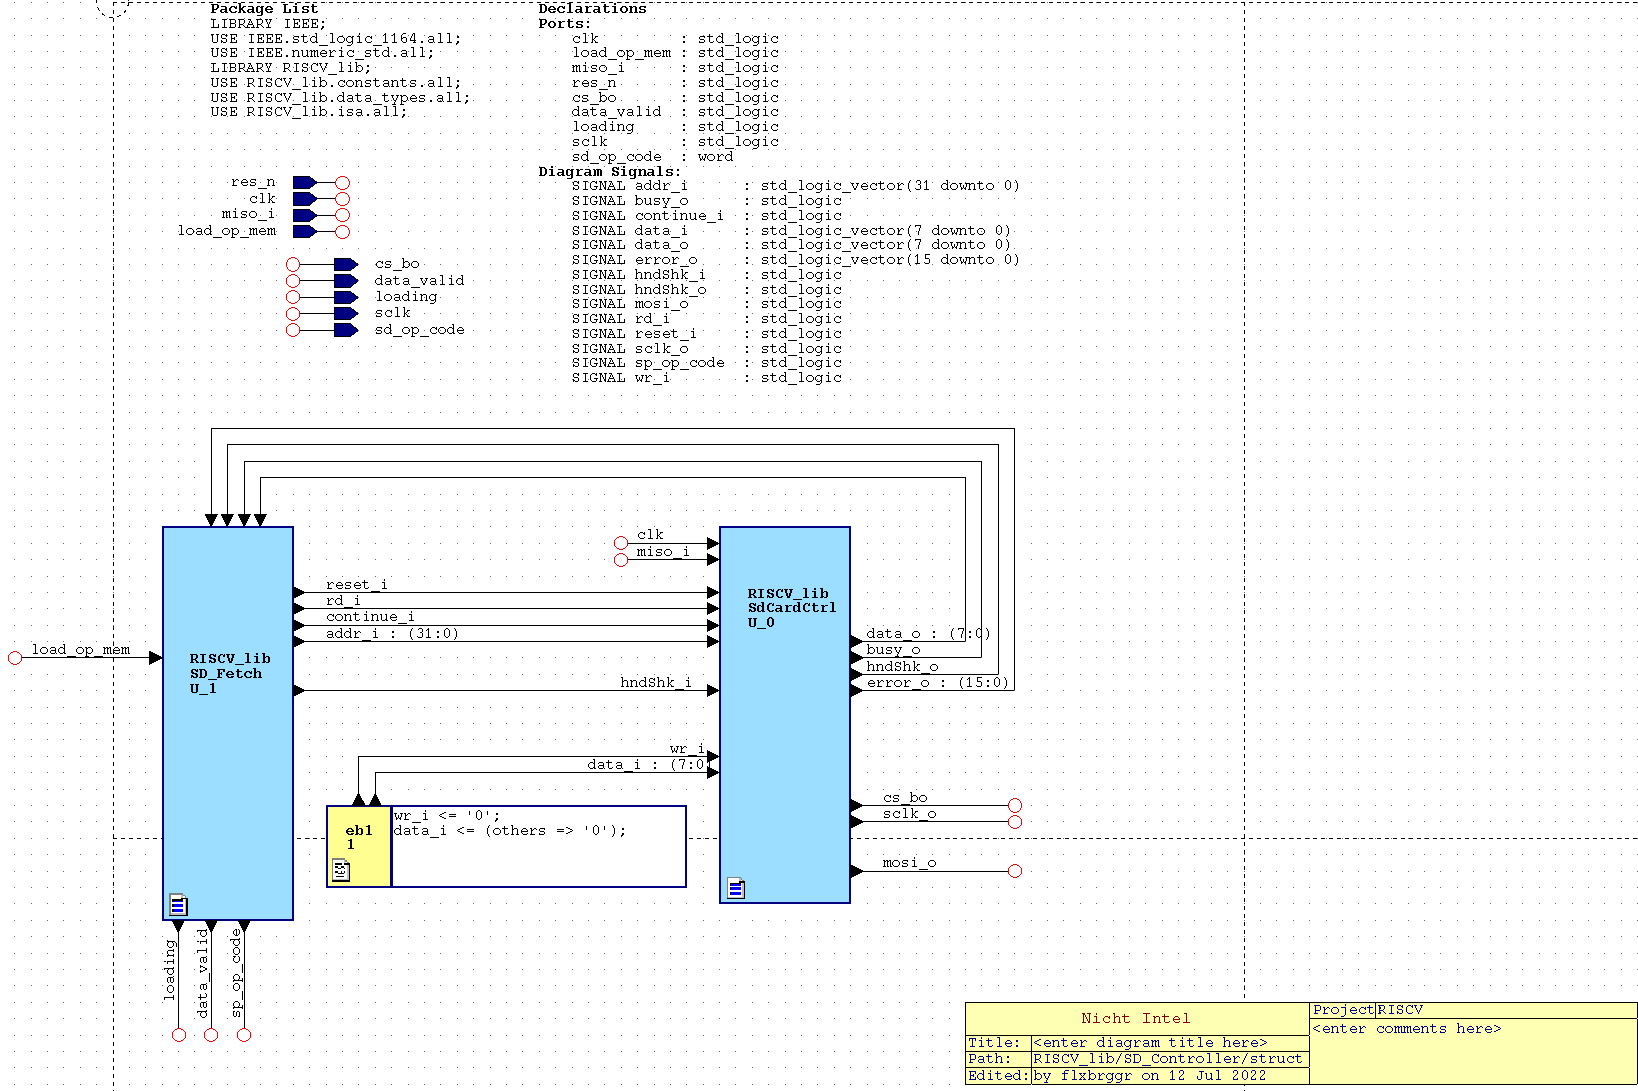 Package List
LIBRARY IEEE;
USE IEEE.std_logic_1164.all;
USE IEEE.numeric_std.all;
LIBRARY RISCV_lib;
USE RISCV_lib.constants.all;
USE RISCV_lib.data_types.all;
USE RISCV_lib.isa.all;
Declarations
Ports:
clk : std_logic
load_op_mem : std_logic
miso_i : std_logic
res_n : std_logic
cs_bo : std_logic
data_valid : std_logic
loading : std_logic
sclk : std_logic
sd_op_code : word
Diagram Signals:
SIGNAL addr_i : std_logic_vector(31 downto 0)
SIGNAL busy_o : std_logic
SIGNAL continue_i : std_logic
SIGNAL data_i : std_logic_vector(7 downto 0)
SIGNAL data_o : std_logic_vector(7 downto 0)
SIGNAL error_o : std_logic_vector(15 downto 0)
SIGNAL hndShk_i : std_logic
SIGNAL hndShk_o : std_logic
SIGNAL mosi_o : std_logic
SIGNAL rd_i : std_logic
SIGNAL reset_i : std_logic
SIGNAL sclk_o : std_logic
SIGNAL sp_op_code : std_logic
SIGNAL wr_i : std_logic
res_n
clk
miso_i
load_op_mem
cs_bo
data_valid
loading
sclk
sd_op_code
clk
miso_i
reset_i
rd_i
continue_i
addr_i : (31:0)
load_op_mem
RISCV_lib
SD_Fetch
U_1
hndShk_i
RISCV_lib
SdCardCtrl
U_0
data_o : (7:0)
busy_o
hndShk_o
error_o : (15:0)
wr_i
data_i : (7:0
eb1
1
wr_i <= '0';
data_i <= (others => '0');
cs_bo
sclk_o
mosi_o
loading
data_valid
sp_op_code
Nicht Intel
Title: <enter diagram title here>
Path: RISCV_lib/SD_Controller/struct
Edited: by flxbrggr on 12 Jul 2022
Project RISCV
<enter comments here>